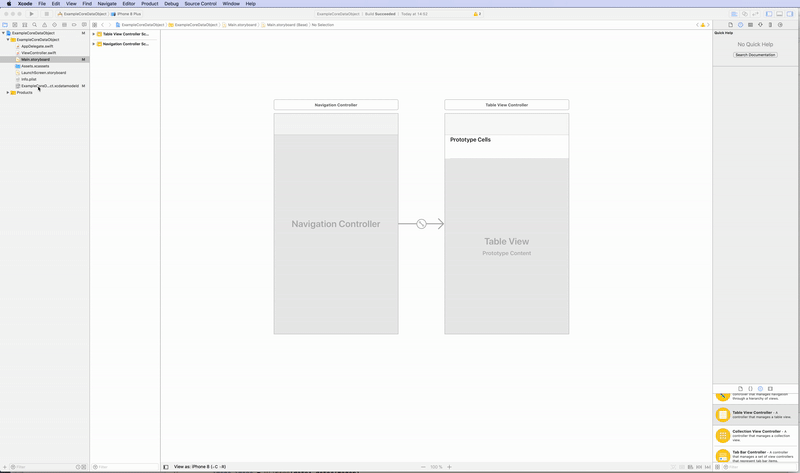 Xcode File Edit View Find Navigate Editor Product Debug Source Control Window Help
ExampleCoreDataObject iPhone 8 Plus
ExampleCoreDataObject Build Succeeded Today at 14:52
ExampleCoreDataObject ExampleCoreDataObject Main.storyboard Main.storyboard (Base) No Selection
ExampleCoreDataObject M
ExampleCoreDataObject
AppDelegate.swift
ViewController.swift
Main.storyboard
Assets.xcassets
LaunchScreen.storyboard
Info.plist
ExampleCoreD...ct.xcdatamodeld M
Products
Table View Controller Sc...
Navigation Controller Sc...
Navigation Controller
Navigation Controller
Table View Controller
Prototype Cells
Table View
Prototype Content
Quick Help
No Quick Help
Search Documentation
controller that manages navigation
through a hierarchy of views.
Table View Controller - A
controller that manages a table view.
Collection View Controller - A
controller that manages a collection
view.
Tab Bar Controller - A controller
that manages a set of view controllers
that represent tab bar items.
Filter
Filter
View as: iPhone 8 (wC hR)
100%
Filter